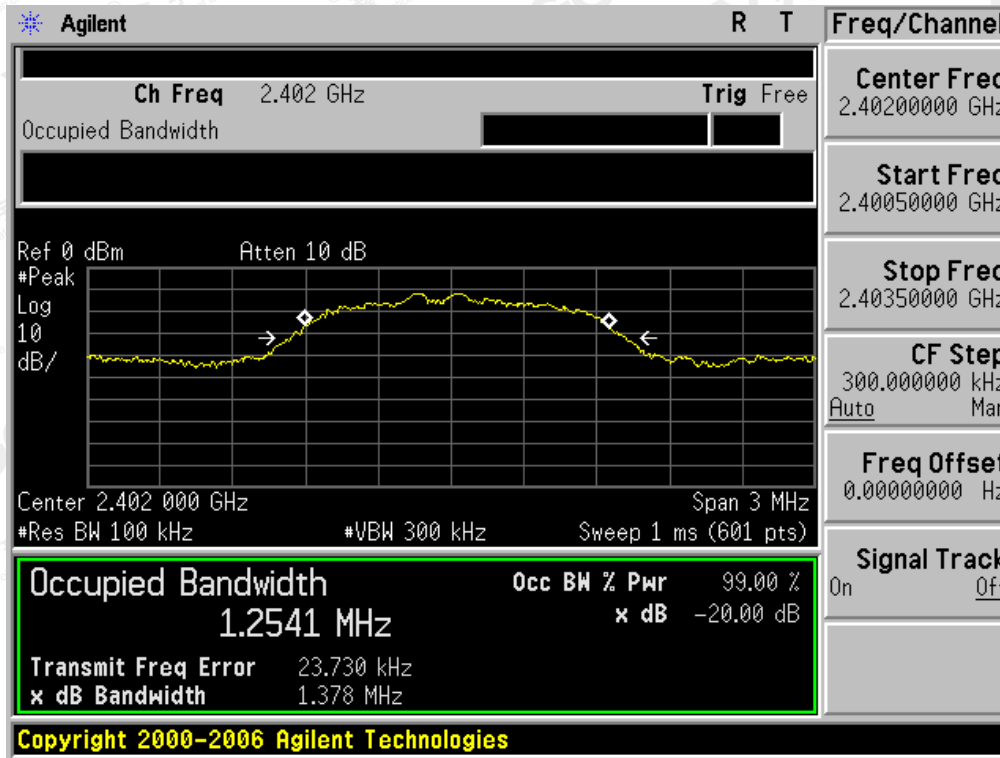 Agilent R T
Freq/Channel
Ch Freq 2.402 GHz Trig Free
Occupied Bandwidth
Center Freq
2.40200000 GHz
Start Freq
2.40050000 GHz
Stop Freq
2.40350000 GHz
CF Step
300.000000 kHz
Auto Man
Freq Offset
0.00000000 Hz
Signal Track
On Off
Ref 0 dBm Atten 10 dB
#Peak
Log
10
dB/
Center 2.402 000 GHz Span 3 MHz
#Res BW 100 kHz #VBW 300 kHz Sweep 1 ms (601 pts)
Occupied Bandwidth
1.2541 MHz
Occ BW % Pwr 99.00 %
x dB -20.00 dB
Transmit Freq Error 23.730 kHz
x dB Bandwidth 1.378 MHz
Copyright 2000-2006 Agilent Technologies